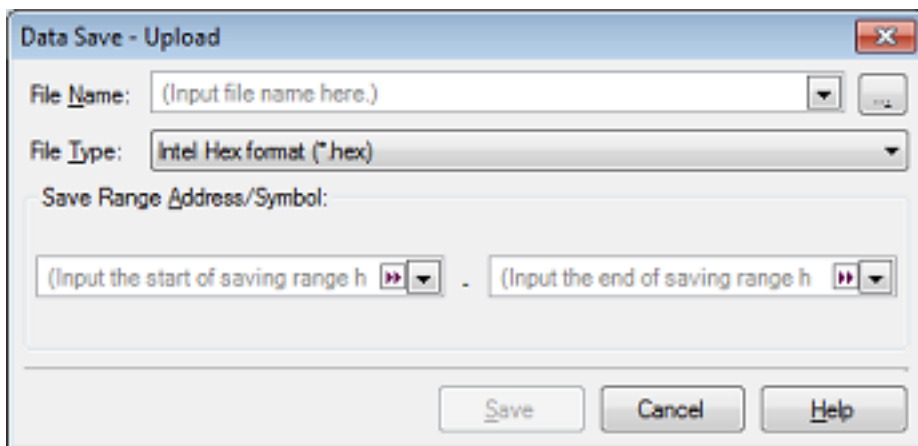 Data Save - Upload
File Name: (Input file name here.) ...
File Type: Intel Hex format (*.hex)
Save Range Address/Symbol:
(Input the start of saving range h - (Input the end of saving range h
Save Cancel Help